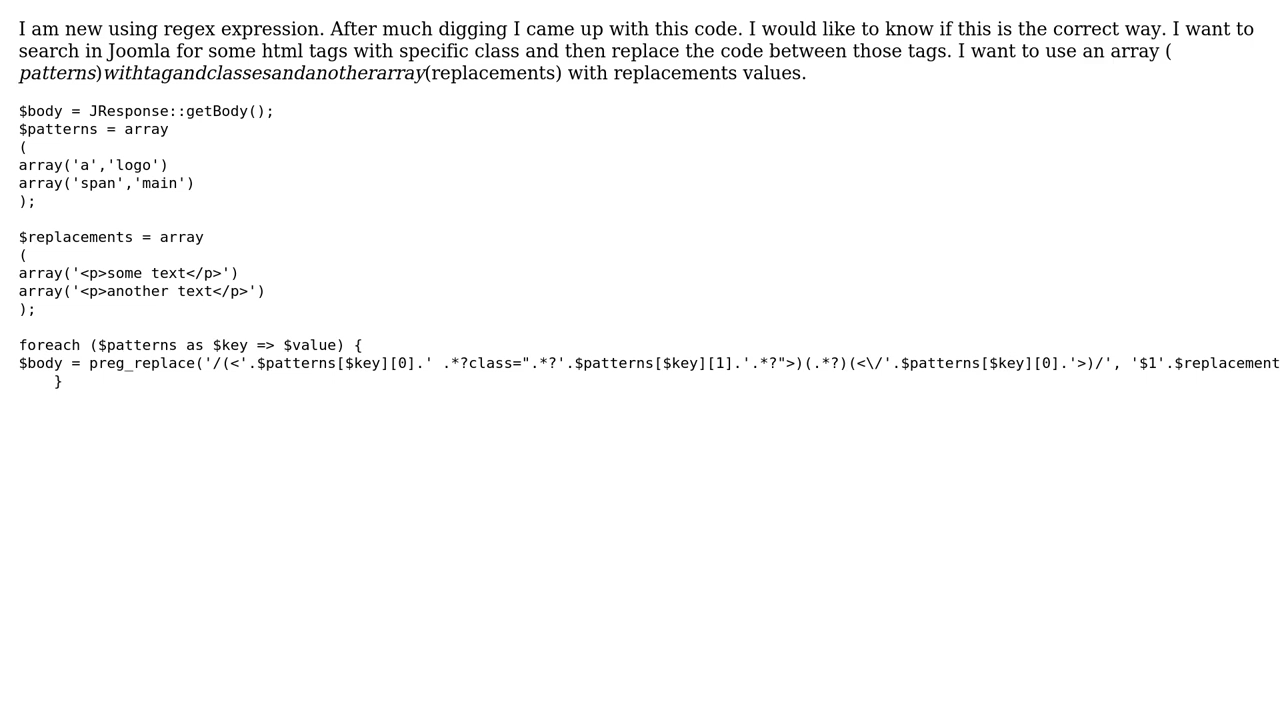 I am new using regex expression. After much digging I came up with this code. I would like to know if this is the correct way. I want to
search in Joomla for some html tags with specific class and then replace the code between those tags. I want to use an array (
patterns)withtagandclassesandanotherarray(replacements) with replacements values.
$body = JResponse::getBody();
$patterns = array
(
array('a','logo')
array('span','main')
);
$replacements = array
(
array('<p>some text</p>')
array('<p>another text</p>')
);
foreach ($patterns as $key => $value) {
$body = preg_replace('/(<'.$patterns[$key][0].' .*?class=".*?'.$patterns[$key][1].'.*?">)(.*?)(<\/'.$patterns[$key][0].'>)/', '$1'.$replacement
}